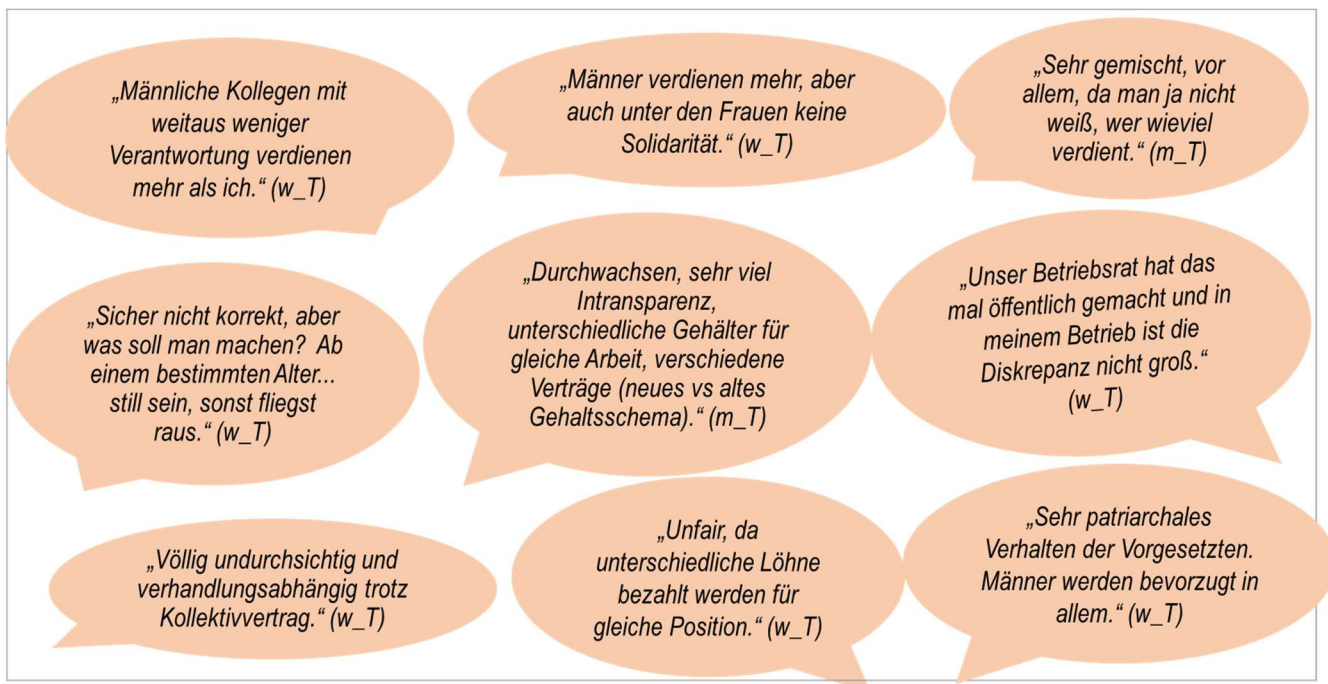 „Männliche Kollegen mit
weitaus weniger
Verantwortung verdienen
mehr als ich.“ (w_T)
„Männer verdienen mehr, aber
auch unter den Frauen keine
Solidarität.“ (w_T)
„Sehr gemischt, vor
allem, da man ja nicht
weiß, wer wieviel
verdient.“ (m_T)
„Sicher nicht korrekt, aber
was soll man machen? Ab
einem bestimmten Alter...
still sein, sonst fliegst
raus.“ (w_T)
„Durchwachsen, sehr viel
Intransparenz,
unterschiedliche Gehälter für
gleiche Arbeit, verschiedene
Verträge (neues vs altes
Gehaltsschema).“ (m_T)
„Unser Betriebsrat hat das
mal öffentlich gemacht und in
meinem Betrieb ist die
Diskrepanz nicht groß.“
(w_T)
„Völlig undurchsichtig und
verhandlungsabhängig trotz
Kollektivvertrag.“ (w_T)
„Unfair, da
unterschiedliche Löhne
bezahlt werden für
gleiche Position.“ (w_T)
„Sehr patriarchales
Verhalten der Vorgesetzten.
Männer werden bevorzugt in
allem.“ (w_T)